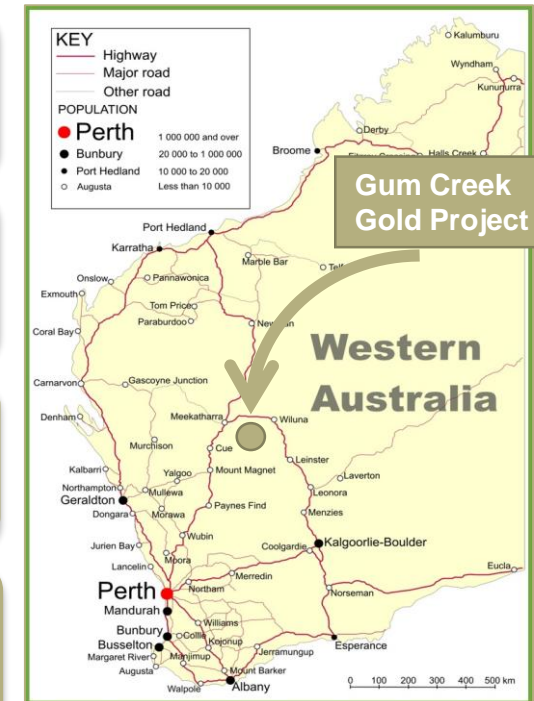 KEY
Highway
Major road
Other road
POPULATION
Perth 1 000 000 and over
Bunbury 20 000 to 1 000 000
Port Hedland 10 000 to 20 000
Augusta Less than 10 000
Kalumburu
Wyndham
Kununurra
Derby
Broome
Halls Creek
Gum Creek
Gold Project
Port Hedland
Karratha
Marble Bar
Onslow
Pannawonica
Exmouth
Tom Price
Paraburdoo
Coral Bay
Western
Australia
Carnarvon
Gascoyne Junction
Meekatharra
Wiluna
Denham
Murchison
Cue
Leinster
Kalbarri
Yalgoo
Mount Magnet
Laverton
Northampton
Mullewa
Leonora
Geraldton
Morawa
Paynes Find
Menzies
Dongara
Jurien Bay
Wubin
Coolgardie
Kalgoorlie-Boulder
Moora
Lancelin
Merredin
Eucla
Perth
Northam
Norseman
Mandurah
Williams
Bunbury
Collie
Kojonup
Esperance
Busselton
Jerramungup
Margaret River
Manjimup
Augusta
Mount Barker
Walpole
Albany
0 100 200 300 400 500 km